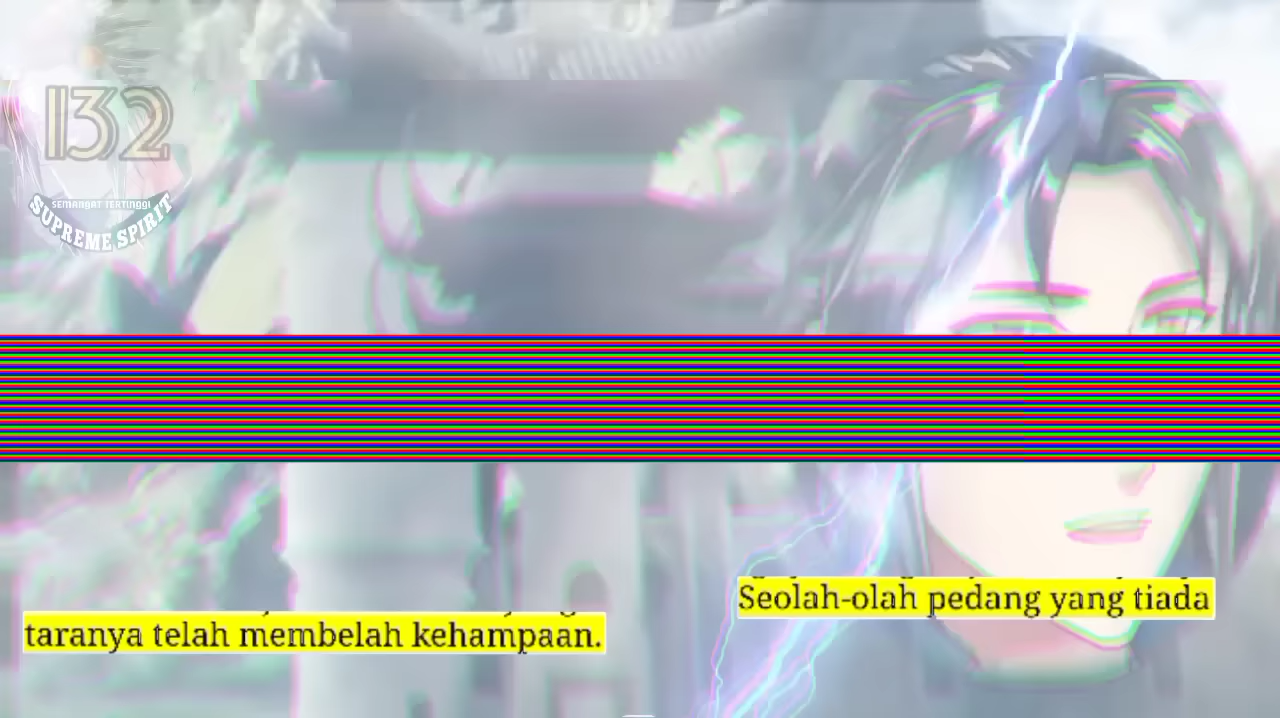 132
SEMANGAT TERTINGGI
SUPREME SPIRIT
Seolah-olah pedang yang tiada
taranya telah membelah kehampaan.